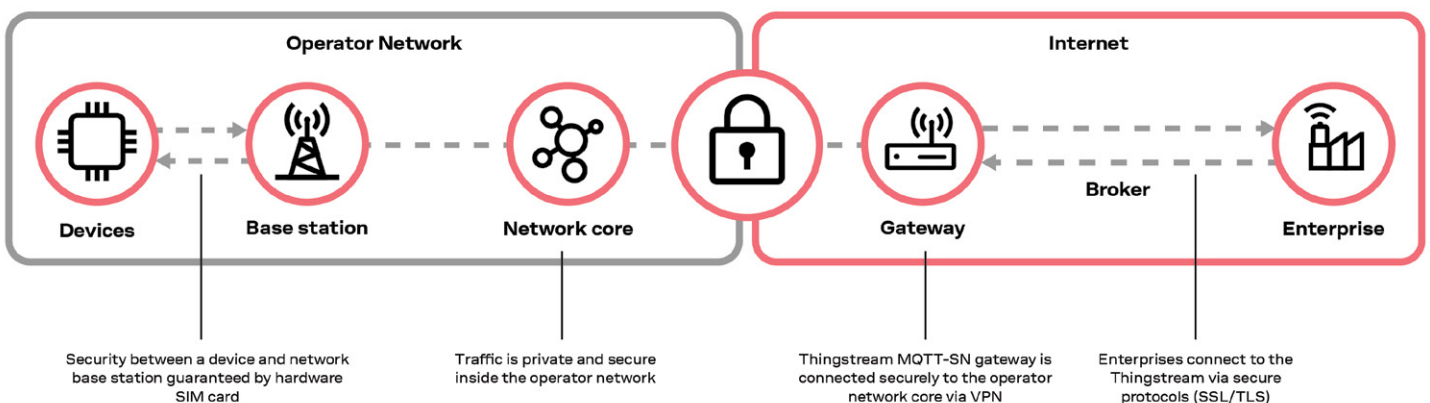 Operator Network
Internet
Devices
Base station
Network core
Gateway
Broker
Enterprise
Security between a device and network
base station guaranteed by hardware
SIM card
Traffic is private and secure
inside the operator network
Thingstream MQTT-SN gateway is
connected securely to the operator
network core via VPN
Enterprises connect to the
Thingstream via secure
protocols (SSL/TLS)